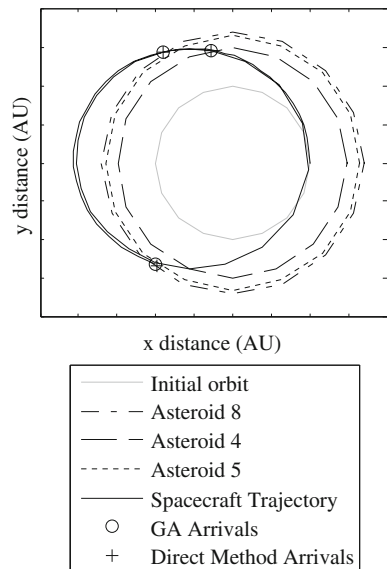 y distance (AU)
x distance (AU)
Initial orbit
Asteroid 8
Asteroid 4
Asteroid 5
Spacecraft Trajectory
GA Arrivals
Direct Method Arrivals